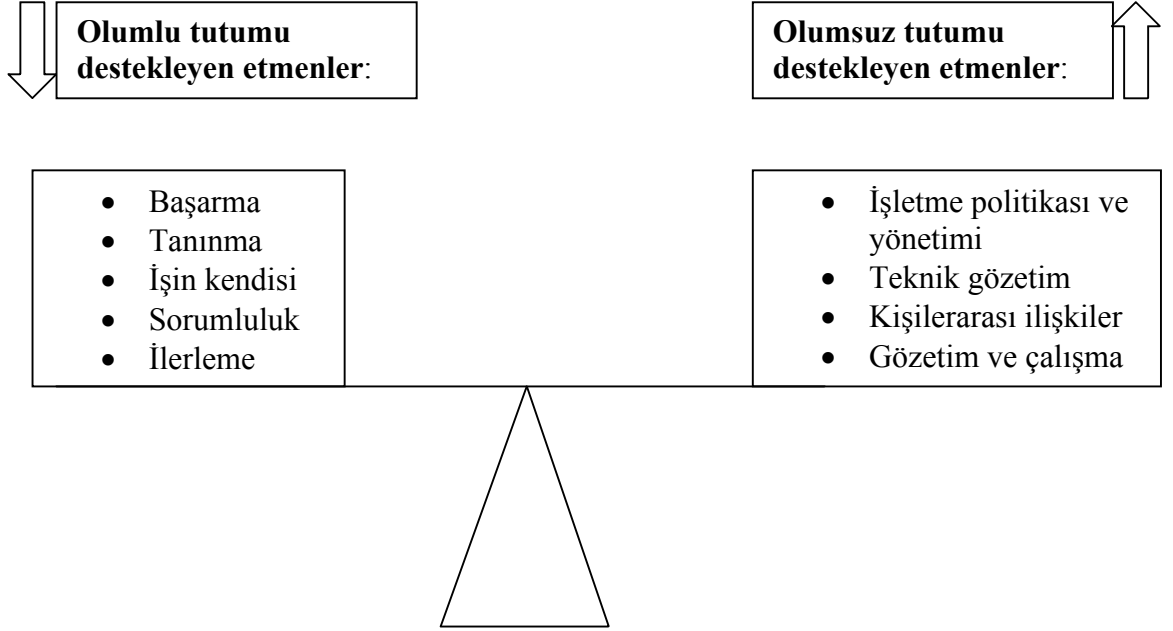 Olumlu tutumu
destekleyen etmenler:
Olumsuz tutumu
destekleyen etmenler:
• Başarma
• Tanınma
• İşin kendisi
• Sorumluluk
• İlerleme
• İşletme politikası ve
yönetimi
• Teknik gözetim
• Kişilerarası ilişkiler
• Gözetim ve çalışma